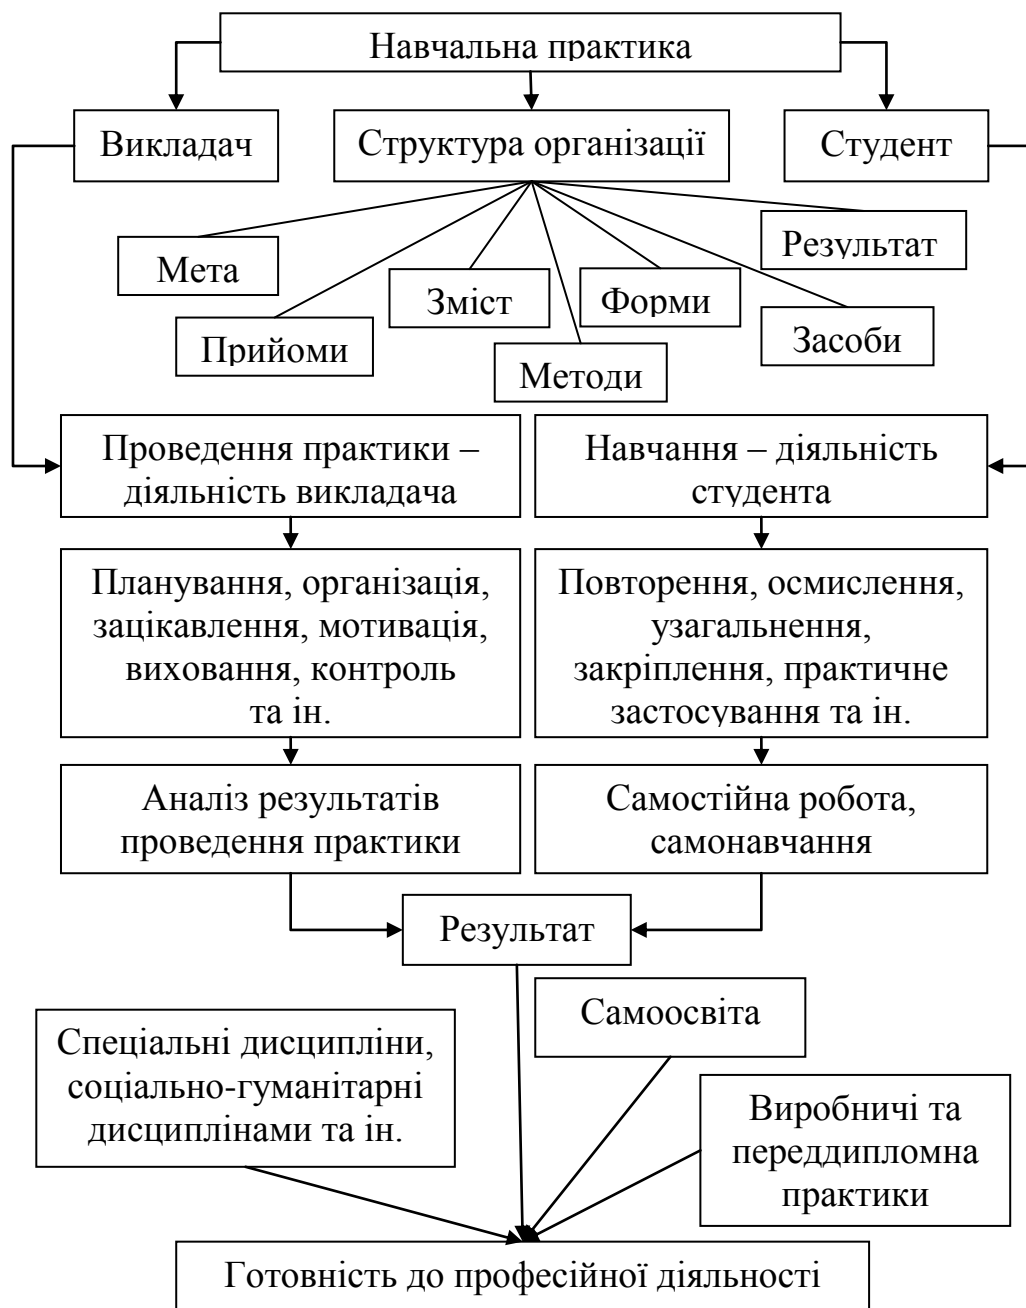 Навчальна практика
Викладач
Структура організації
Студент
Мета
Прийоми
Зміст
Методи
Форми
Засоби
Результат
Проведення практики –
діяльність викладача
Навчання – діяльність
студента
Планування, організація,
зацікавлення, мотивація,
виховання, контроль
та ін.
Повторення, осмислення,
узагальнення,
закріплення, практичне
застосування та ін.
Аналіз результатів
проведення практики
Самостійна робота,
самонавчання
Результат
Самоосвіта
Спеціальні дисципліни,
соціально-гуманітарні
дисциплінами та ін.
Виробничі та
переддипломна
практики
Готовність до професійної діяльності